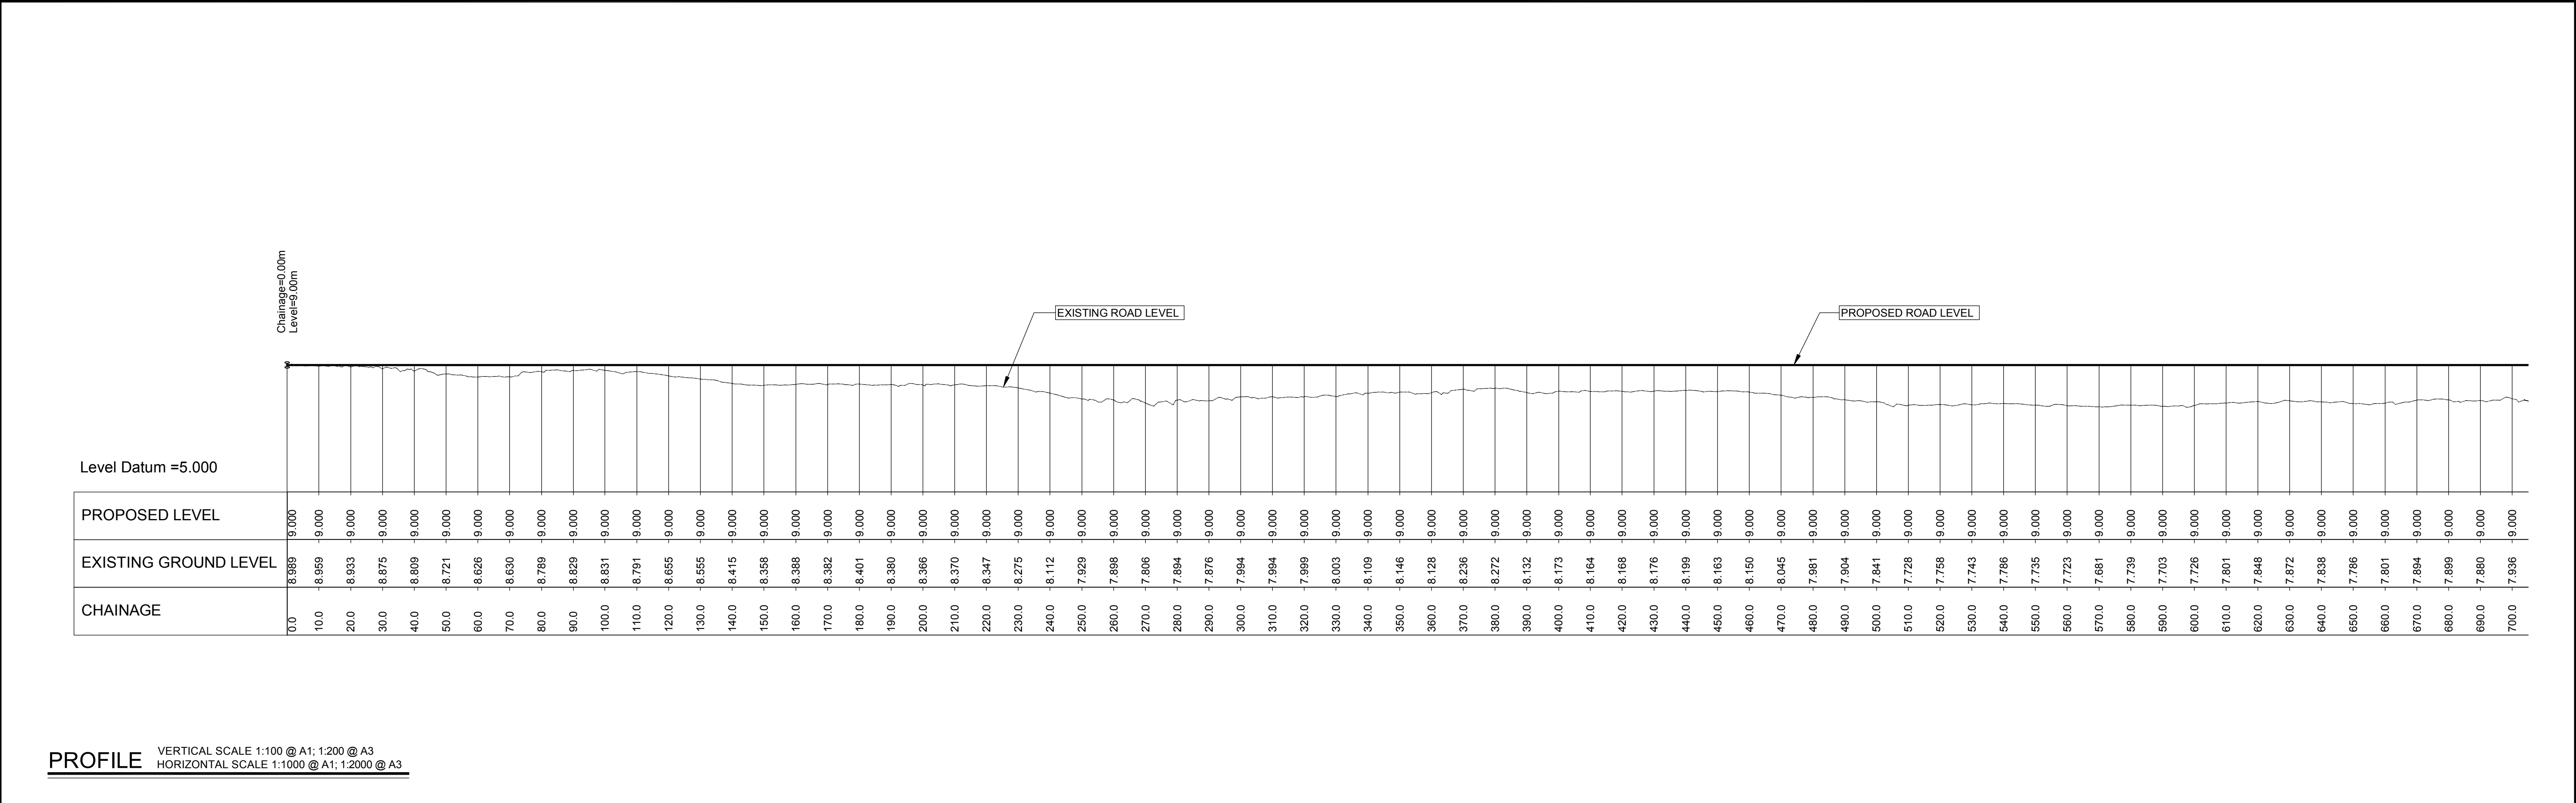 Chainage=0.00m
Level=9.00m
EXISTING ROAD LEVEL
PROPOSED ROAD LEVEL
Level Datum =5.000
PROPOSED LEVEL 9.000 9.000 9.000 9.000 9.000 9.000 9.000 9.000 9.000 9.000 9.000 9.000 9.000 9.000 9.000 9.000 9.000 9.000 9.000 9.000 9.000 9.000 9.000 9.000 9.000 9.000 9.000 9.000 9.000 9.000 9.000 9.000 9.000 9.000 9.000 9.000 9.000 9.000 9.000 9.000 9.000 9.000 9.000 9.000 9.000 9.000 9.000 9.000 9.000 9.000 9.000 9.000 9.000 9.000 9.000 9.000 9.000 9.000 9.000 9.000 9.000 9.000 9.000 9.000 9.000 9.000 9.000 9.000 9.000 9.000 9.000
EXISTING GROUND LEVEL 8.989 8.959 8.933 8.875 8.809 8.721 8.626 8.630 8.789 8.829 8.831 8.791 8.655 8.555 8.415 8.358 8.388 8.382 8.401 8.380 8.366 8.370 8.347 8.275 8.112 7.929 7.898 7.806 7.894 7.876 7.994 7.994 7.999 8.003 8.109 8.146 8.128 8.236 8.272 8.132 8.173 8.164 8.168 8.176 8.199 8.163 8.150 8.045 7.981 7.904 7.841 7.728 7.758 7.743 7.786 7.735 7.723 7.681 7.739 7.703 7.726 7.801 7.848 7.872 7.838 7.786 7.801 7.894 7.899 7.880 7.936
CHAINAGE 0.0 10.0 20.0 30.0 40.0 50.0 60.0 70.0 80.0 90.0 100.0 110.0 120.0 130.0 140.0 150.0 160.0 170.0 180.0 190.0 200.0 210.0 220.0 230.0 240.0 250.0 260.0 270.0 280.0 290.0 300.0 310.0 320.0 330.0 340.0 350.0 360.0 370.0 380.0 390.0 400.0 410.0 420.0 430.0 440.0 450.0 460.0 470.0 480.0 490.0 500.0 510.0 520.0 530.0 540.0 550.0 560.0 570.0 580.0 590.0 600.0 610.0 620.0 630.0 640.0 650.0 660.0 670.0 680.0 690.0 700.0
PROFILE
VERTICAL SCALE 1:100 @ A1; 1:200 @ A3
HORIZONTAL SCALE 1:1000 @ A1; 1:2000 @ A3